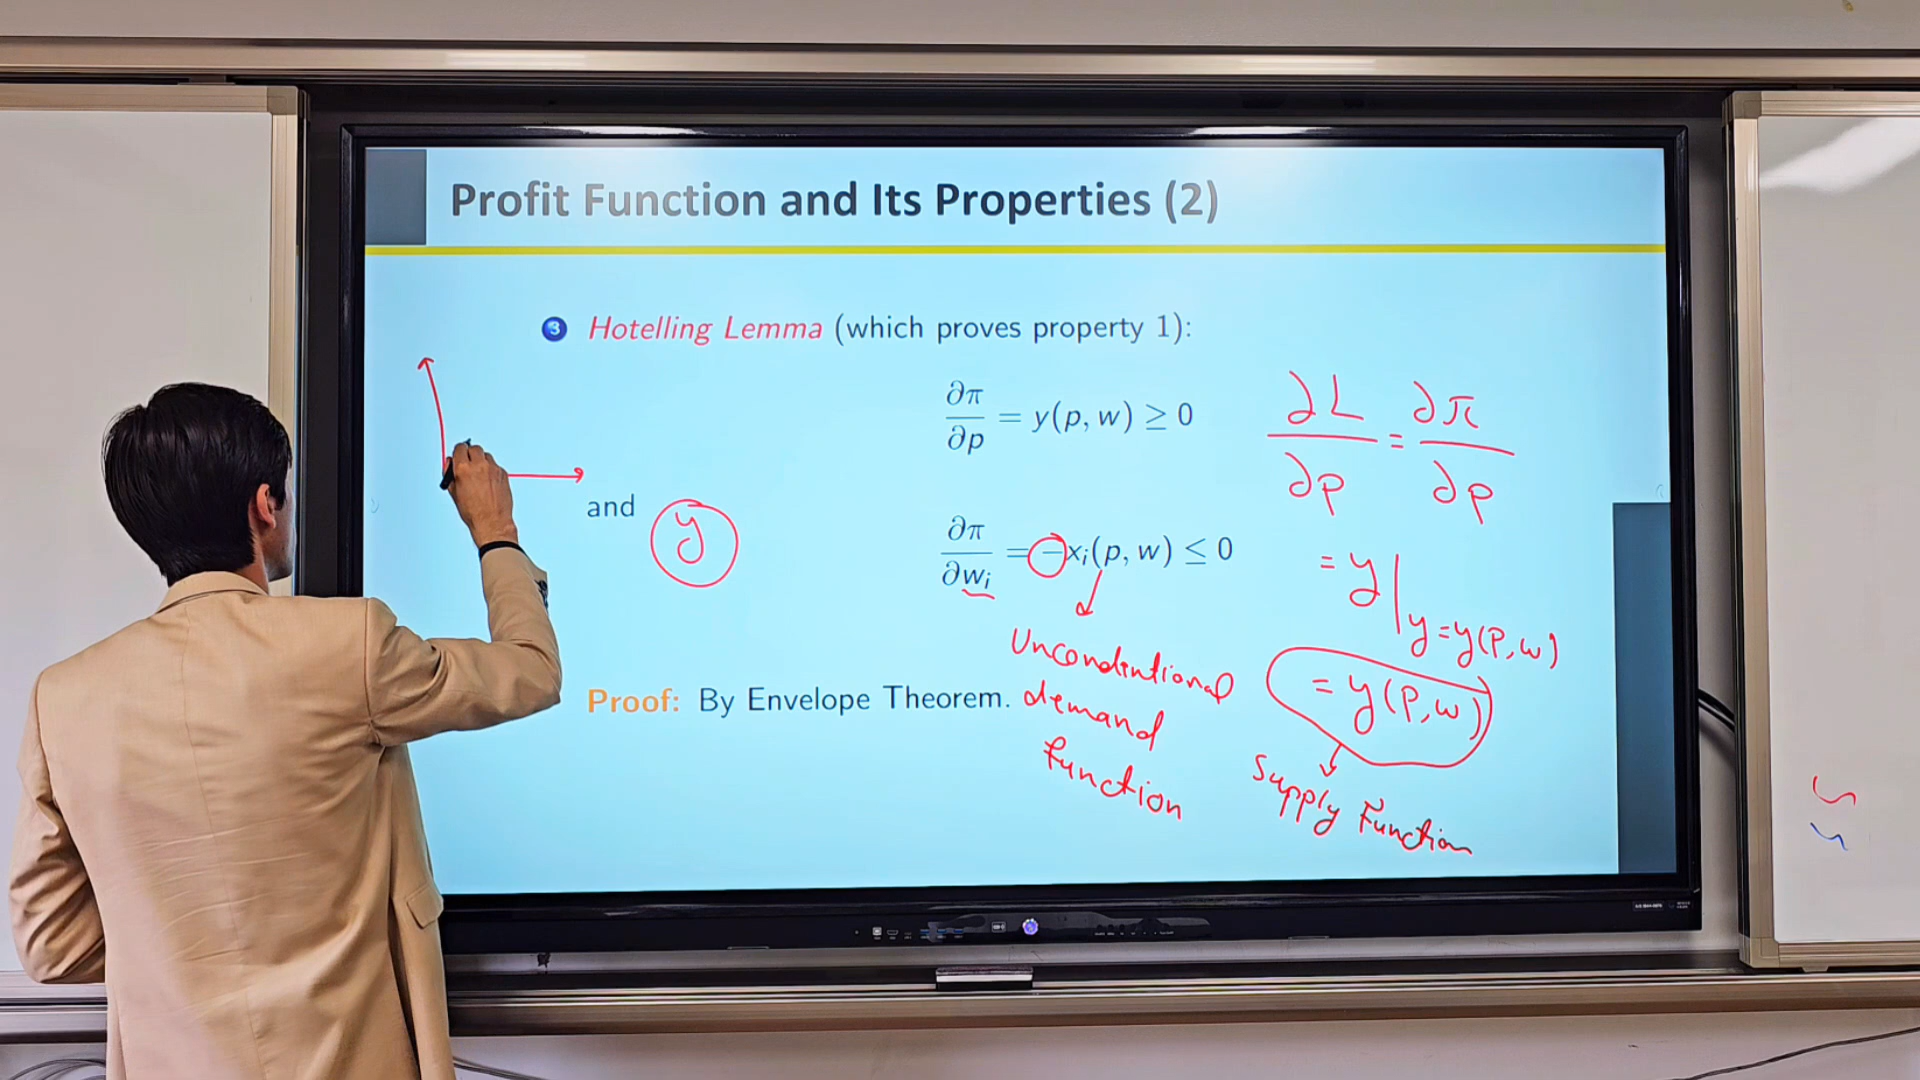 Profit Function and Its Properties (2)
3 Hotelling Lemma (which proves property 1):
∂π/∂p = y(p, w) ≥ 0
∂L/∂p = ∂π/∂p
and
y
∂π/∂wᵢ = −xᵢ(p, w) ≤ 0
= y|y=y(P,w)
Uncondintional
demand
function
= y(P,w)
Supply Function
Proof: By Envelope Theorem.